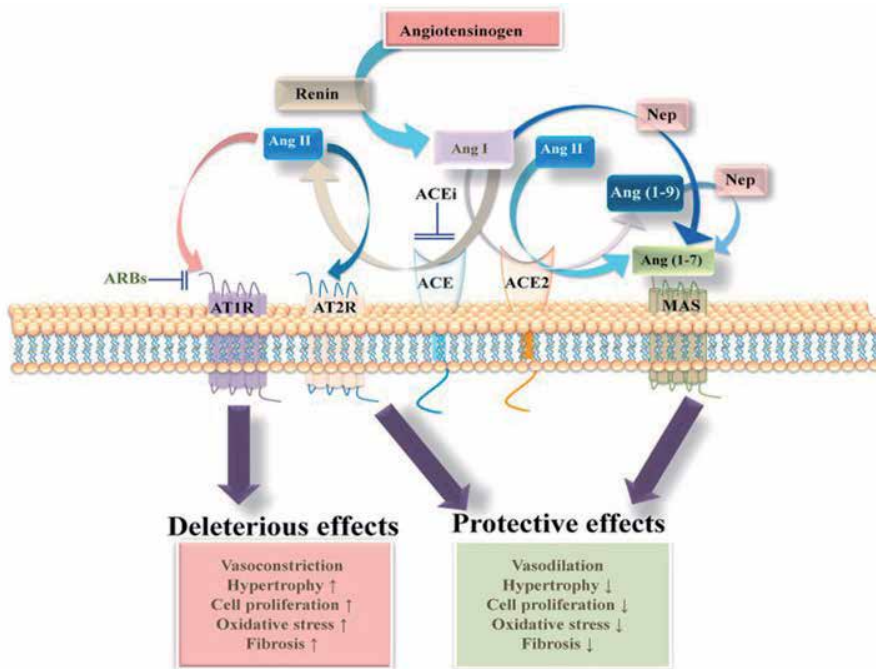 Angiotensinogen
Renin
Nep
Ang II
Ang I
Ang II
Nep
Ang (1-9)
ACEi
Ang (1-7)
ARBs
ACE
ACE2
AT1R
AT2R
MAS
Deleterious effects
Vasoconstriction
Hypertrophy ↑
Cell proliferation ↑
Oxidative stress ↑
Fibrosis ↑
Protective effects
Vasodilation
Hypertrophy ↓
Cell proliferation ↓
Oxidative stress ↓
Fibrosis ↓